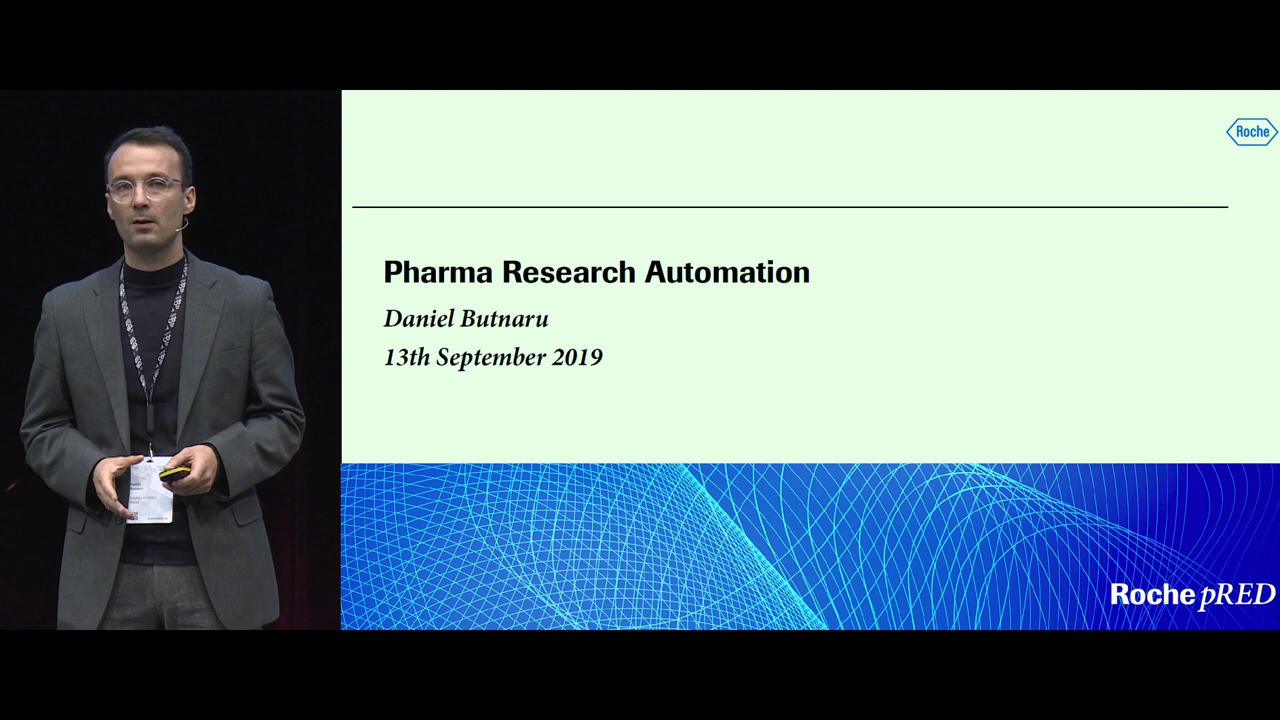 Roche
Pharma Research Automation
Daniel Butnaru
13th September 2019
Roche pRED